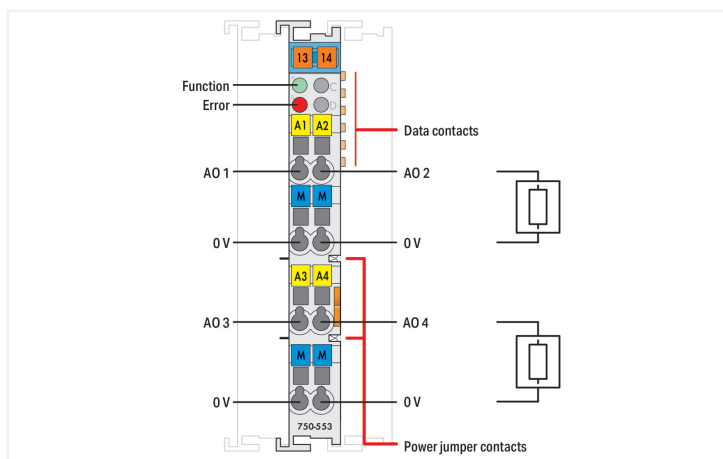 13 14
Function
C
Error
D
A1 A2
Data contacts
AO 1
AO 2
M M
0 V
0 V
A3 A4
AO 3
AO 4
M M
0 V
0 V
750-553
Power jumper contacts